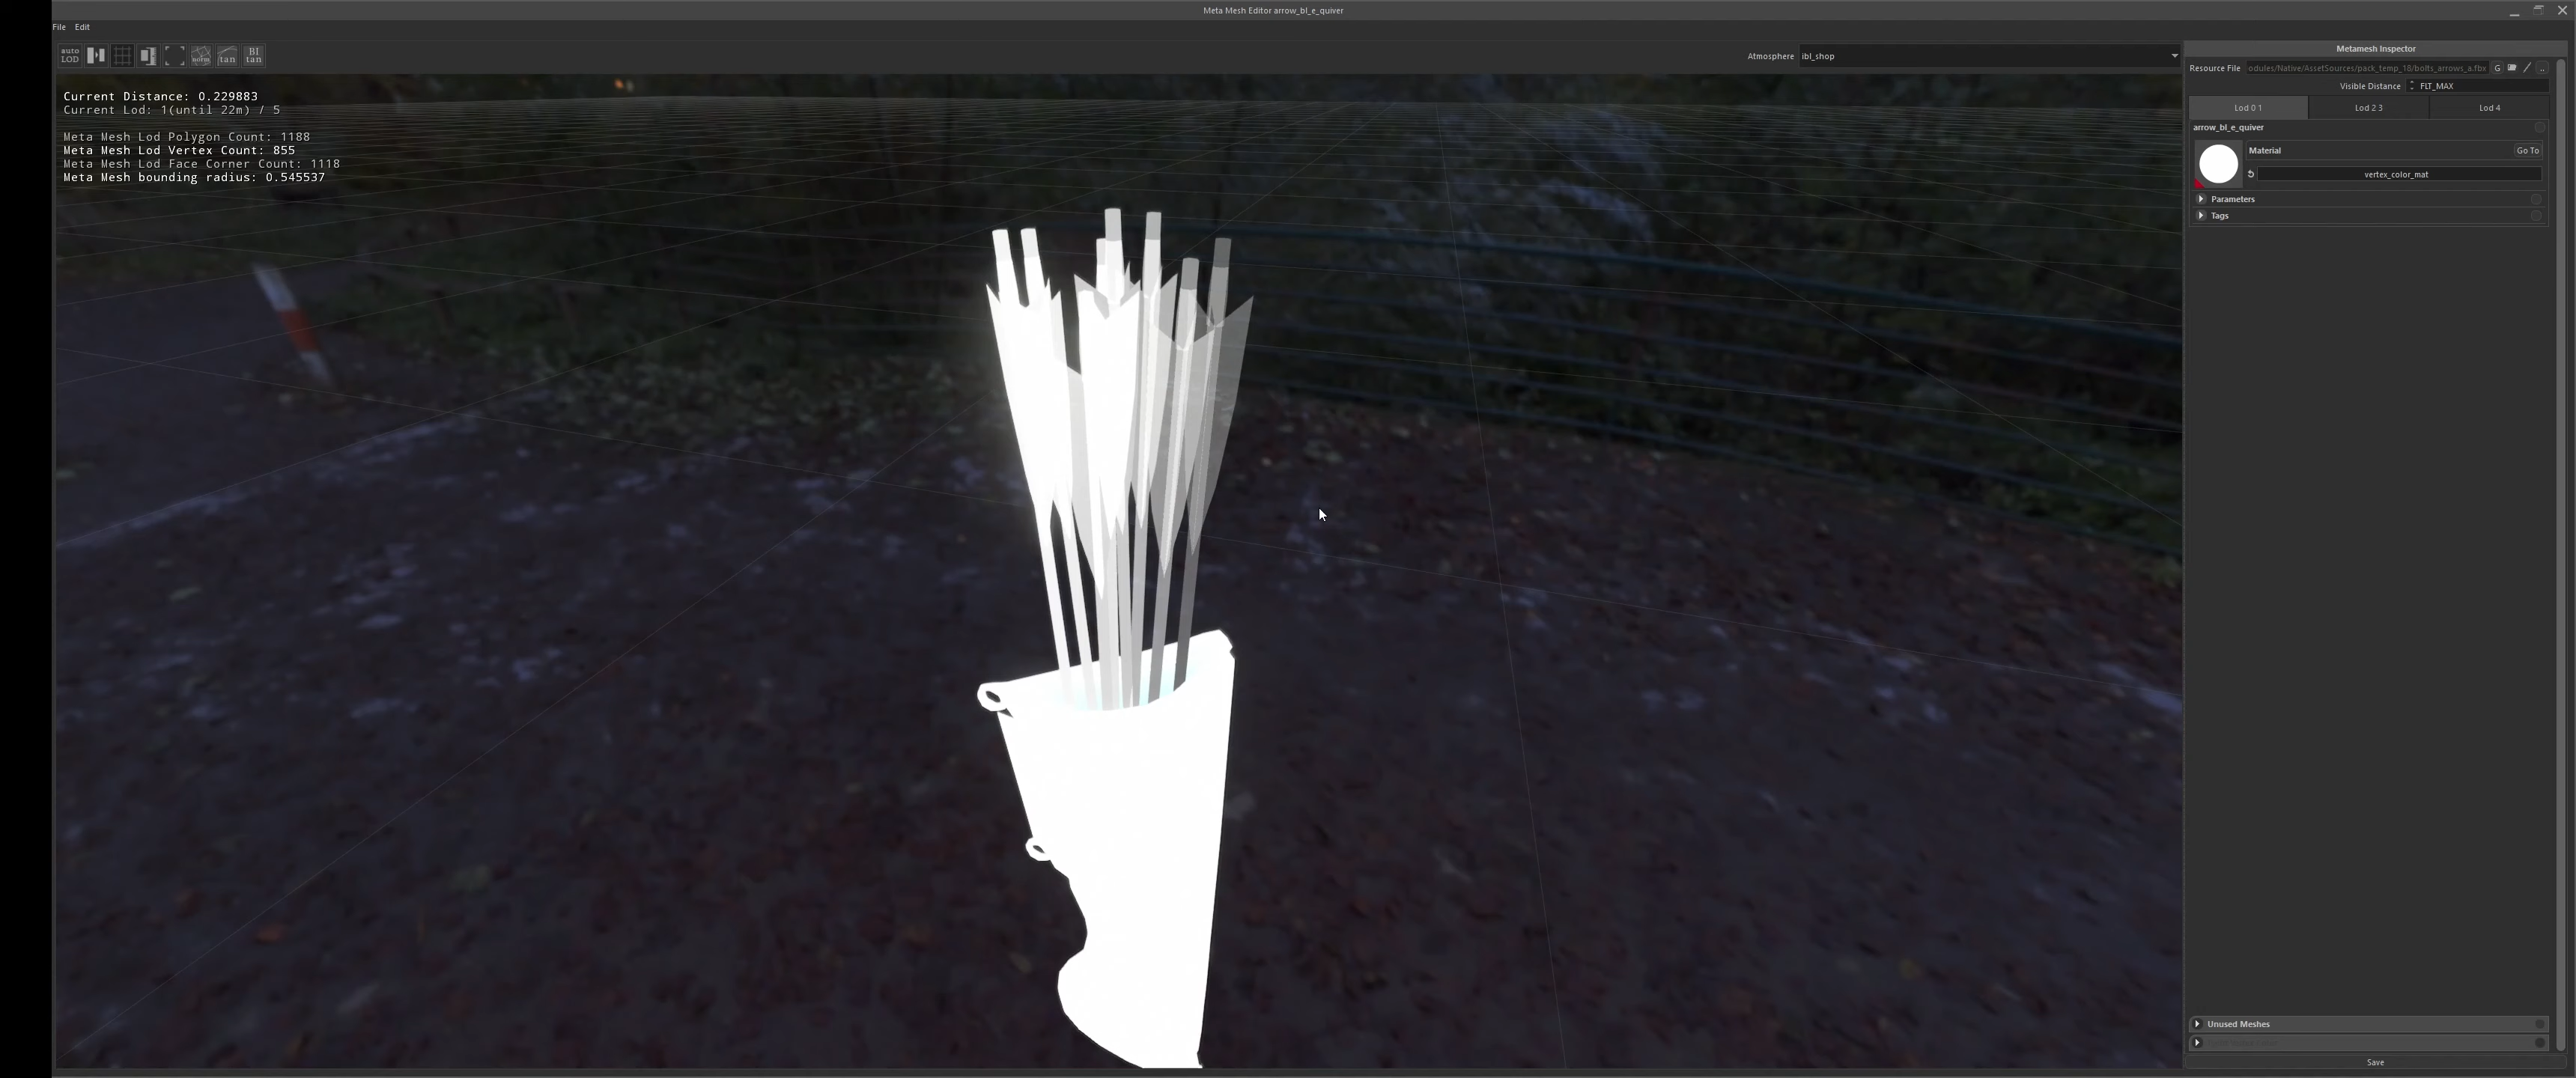 Meta Mesh Editor arrow_bl_e_quiver
File Edit
auto LOD
norm
tan
BI tan
Atmosphere ibl_shop
Metamesh Inspector
Resource File odules/Native/AssetSources/pack_temp_18/bolts_arrows_a.fbx G ..
Visible Distance FLT_MAX
Lod 0 1 Lod 2 3 Lod 4
arrow_bl_e_quiver
Material Go To
vertex_color_mat
Parameters
Tags
Current Distance: 0.229883
Current Lod: 1(until 22m) / 5
Meta Mesh Lod Polygon Count: 1188
Meta Mesh Lod Vertex Count: 855
Meta Mesh Lod Face Corner Count: 1118
Meta Mesh bounding radius: 0.545537
Unused Meshes
Save